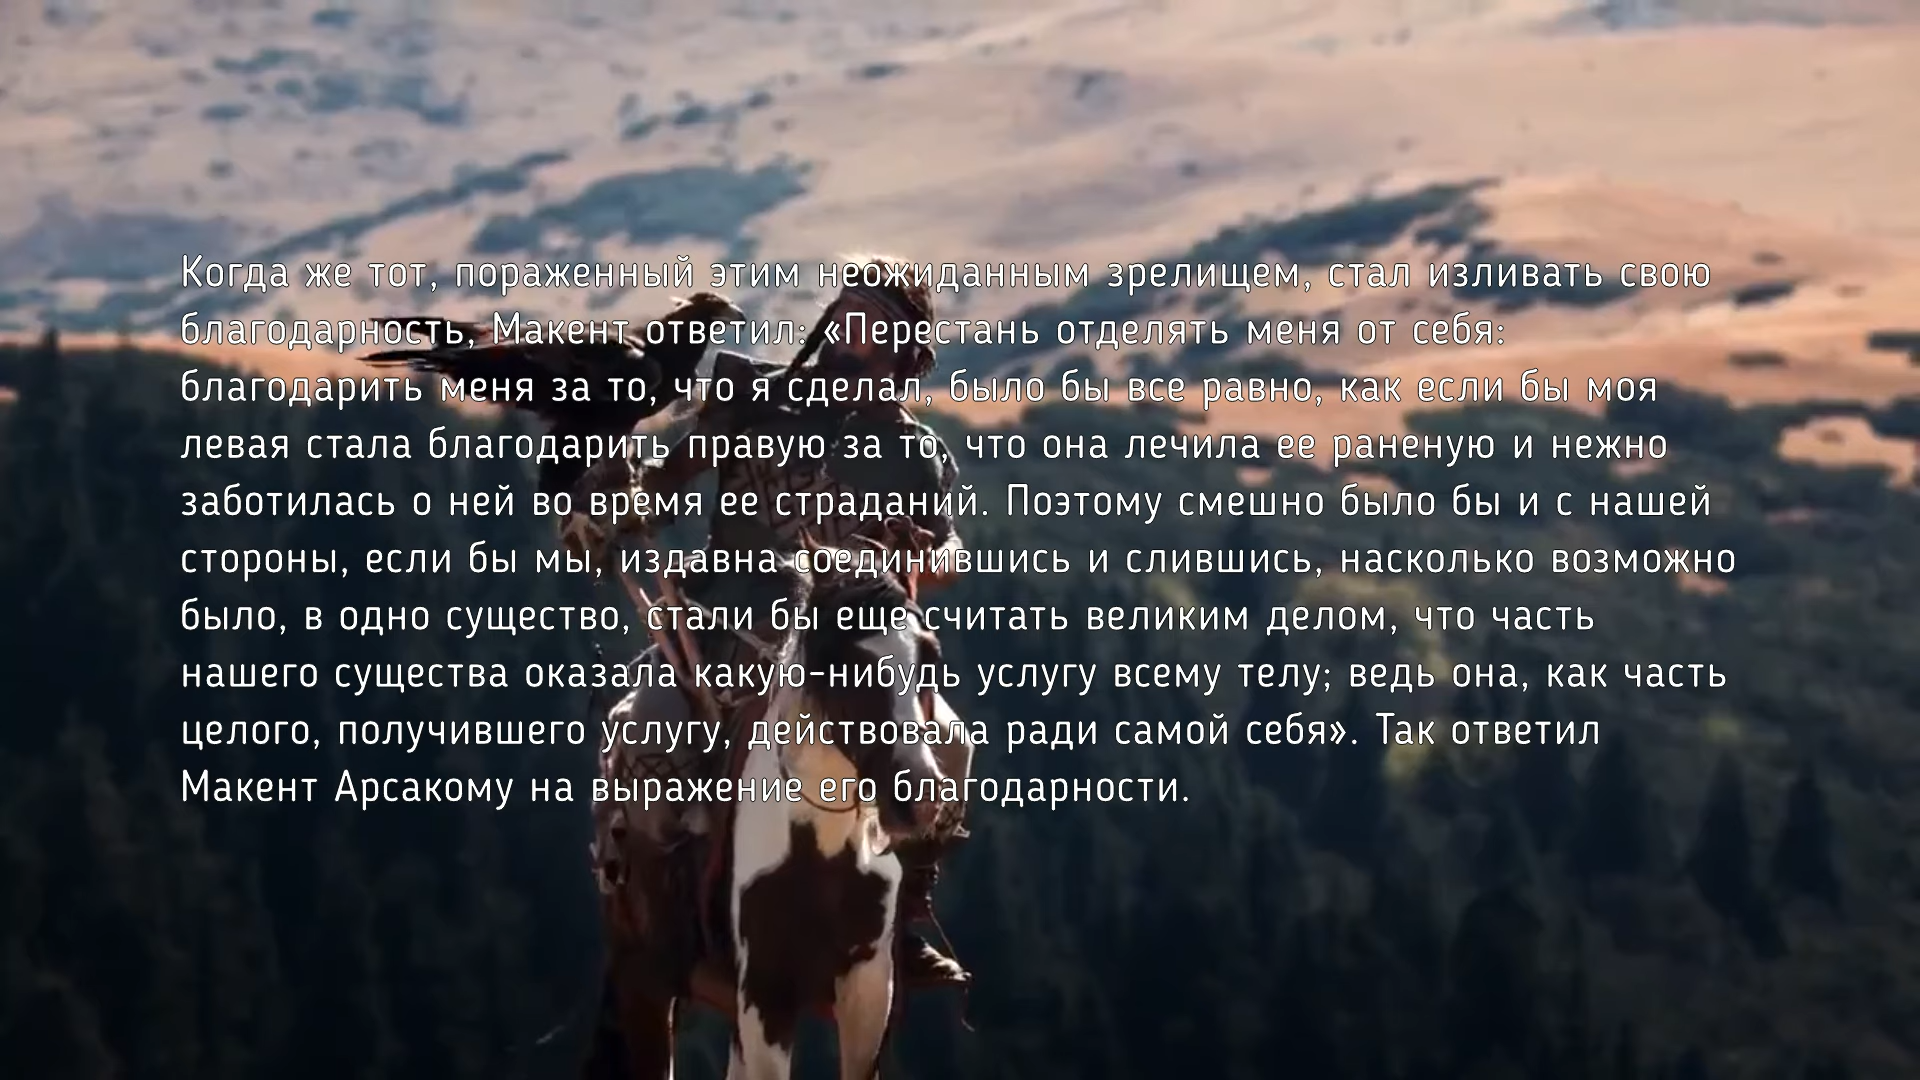 Когда же тот, пораженный этим неожиданным зрелищем, стал изливать свою
благодарность, Макент ответил: «Перестань отделять меня от себя:
благодарить меня за то, что я сделал, было бы все равно, как если бы моя
левая стала благодарить правую за то, что она лечила ее раненую и нежно
заботилась о ней во время ее страданий. Поэтому смешно было бы и с нашей
стороны, если бы мы, издавна соединившись и слившись, насколько возможно
было, в одно существо, стали бы еще считать великим делом, что часть
нашего существа оказала какую-нибудь услугу всему телу; ведь она, как часть
целого, получившего услугу, действовала ради самой себя». Так ответил
Макент Арсакому на выражение его благодарности.